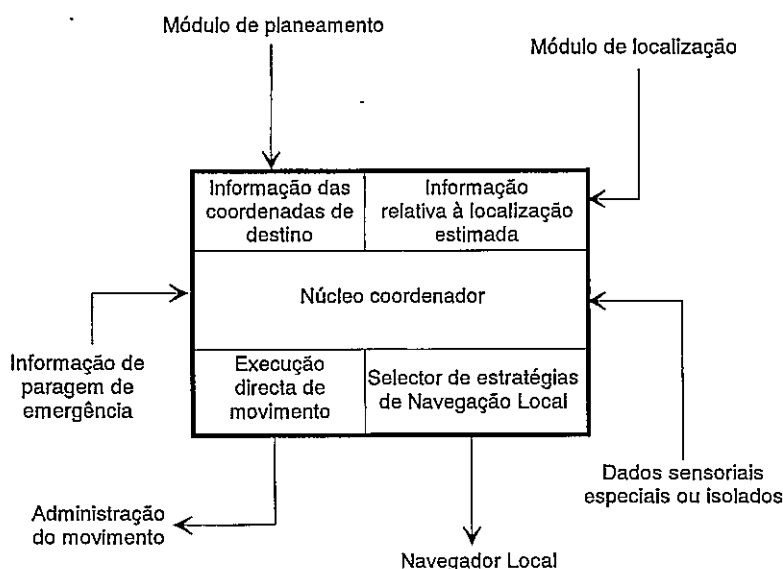 Módulo de planeamento
Módulo de localização
Informação das
coordenadas de
destino
Informação
relativa à localização
estimada
Núcleo coordenador
Informação de
paragem de
emergência
Execução
directa de
movimento
Selector de estratégias
de Navegação Local
Dados sensoriais
especiais ou isolados
Administração
do movimento
Navegador Local